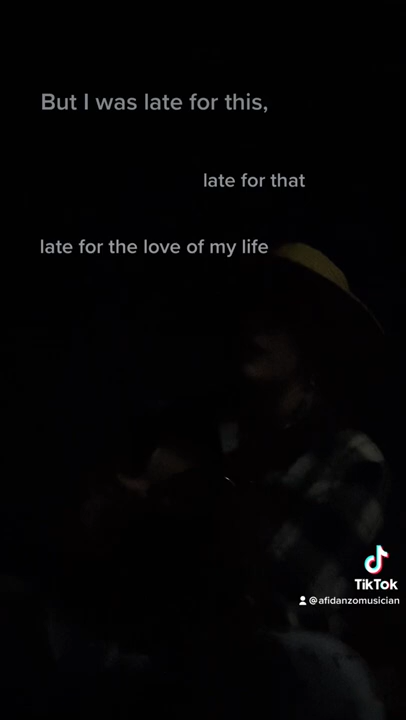 But I was late for this,
late for that
late for the love of my life
TikTok
@afidanzomusician